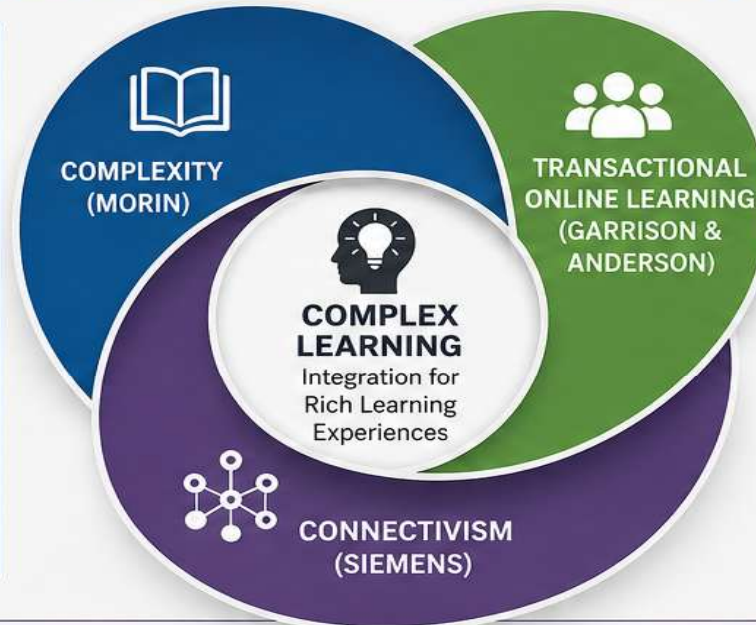 COMPLEXITY
(MORIN)
TRANSACTIONAL
ONLINE LEARNING
(GARRISON &
ANDERSON)
COMPLEX
LEARNING
Integration for
Rich Learning
Experiences
CONNECTIVISM
(SIEMENS)